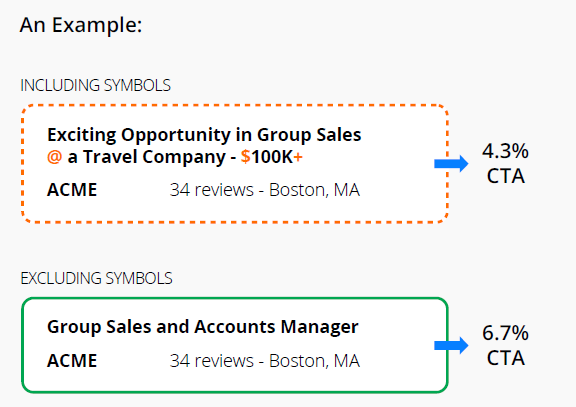 An Example:
INCLUDING SYMBOLS
Exciting Opportunity in Group Sales
@ a Travel Company - $100K+
4.3%
CTA
ACME 34 reviews - Boston, MA
EXCLUDING SYMBOLS
Group Sales and Accounts Manager
6.7%
CTA
ACME 34 reviews - Boston, MA